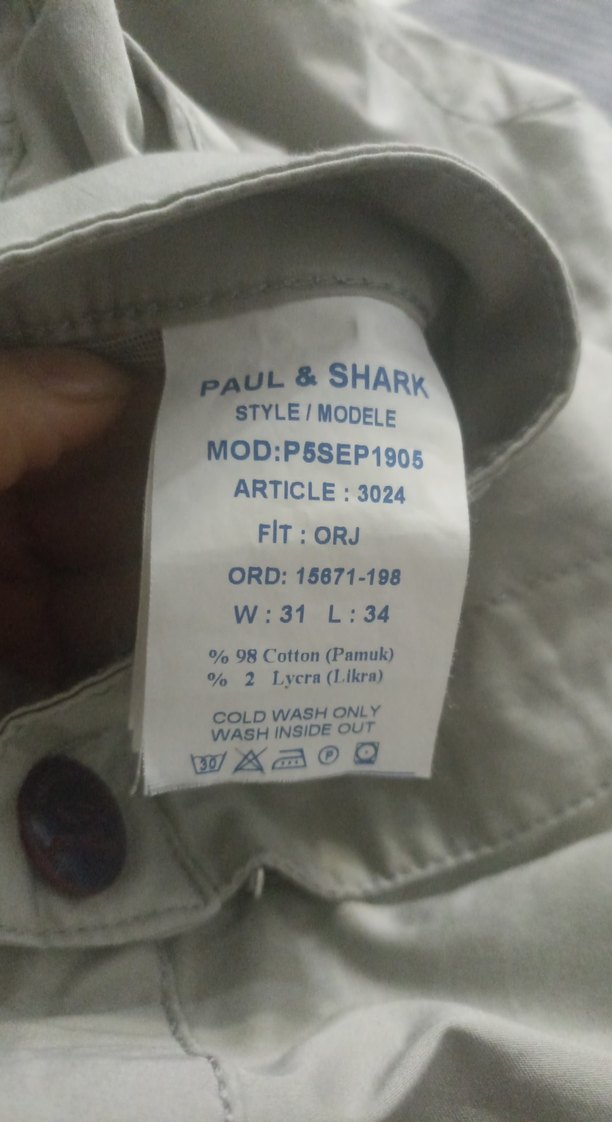 PAUL & SHARK
STYLE / MODELE
MOD:P5SEP1905
ARTICLE : 3024
FIT : ORJ
ORD: 15671-198
W : 31 L : 34
% 98 Cotton (Pamuk)
% 2 Lycra (Likra)
COLD WASH ONLY
WASH INSIDE OUT
30 P